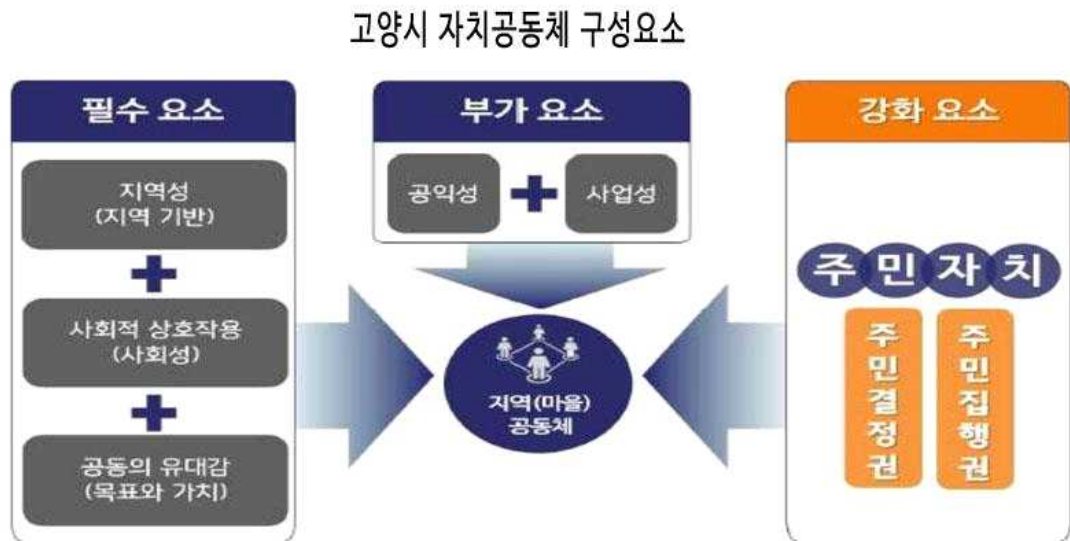 고양시 자치공동체 구성요소
필수 요소
지역성
(지역 기반)
사회적 상호작용
(사회성)
공동의 유대감
(목표와 가치)
부가 요소
공익성
사업성
지역(마을)
공동체
강화 요소
주민자치
주민결정권
주민집행권